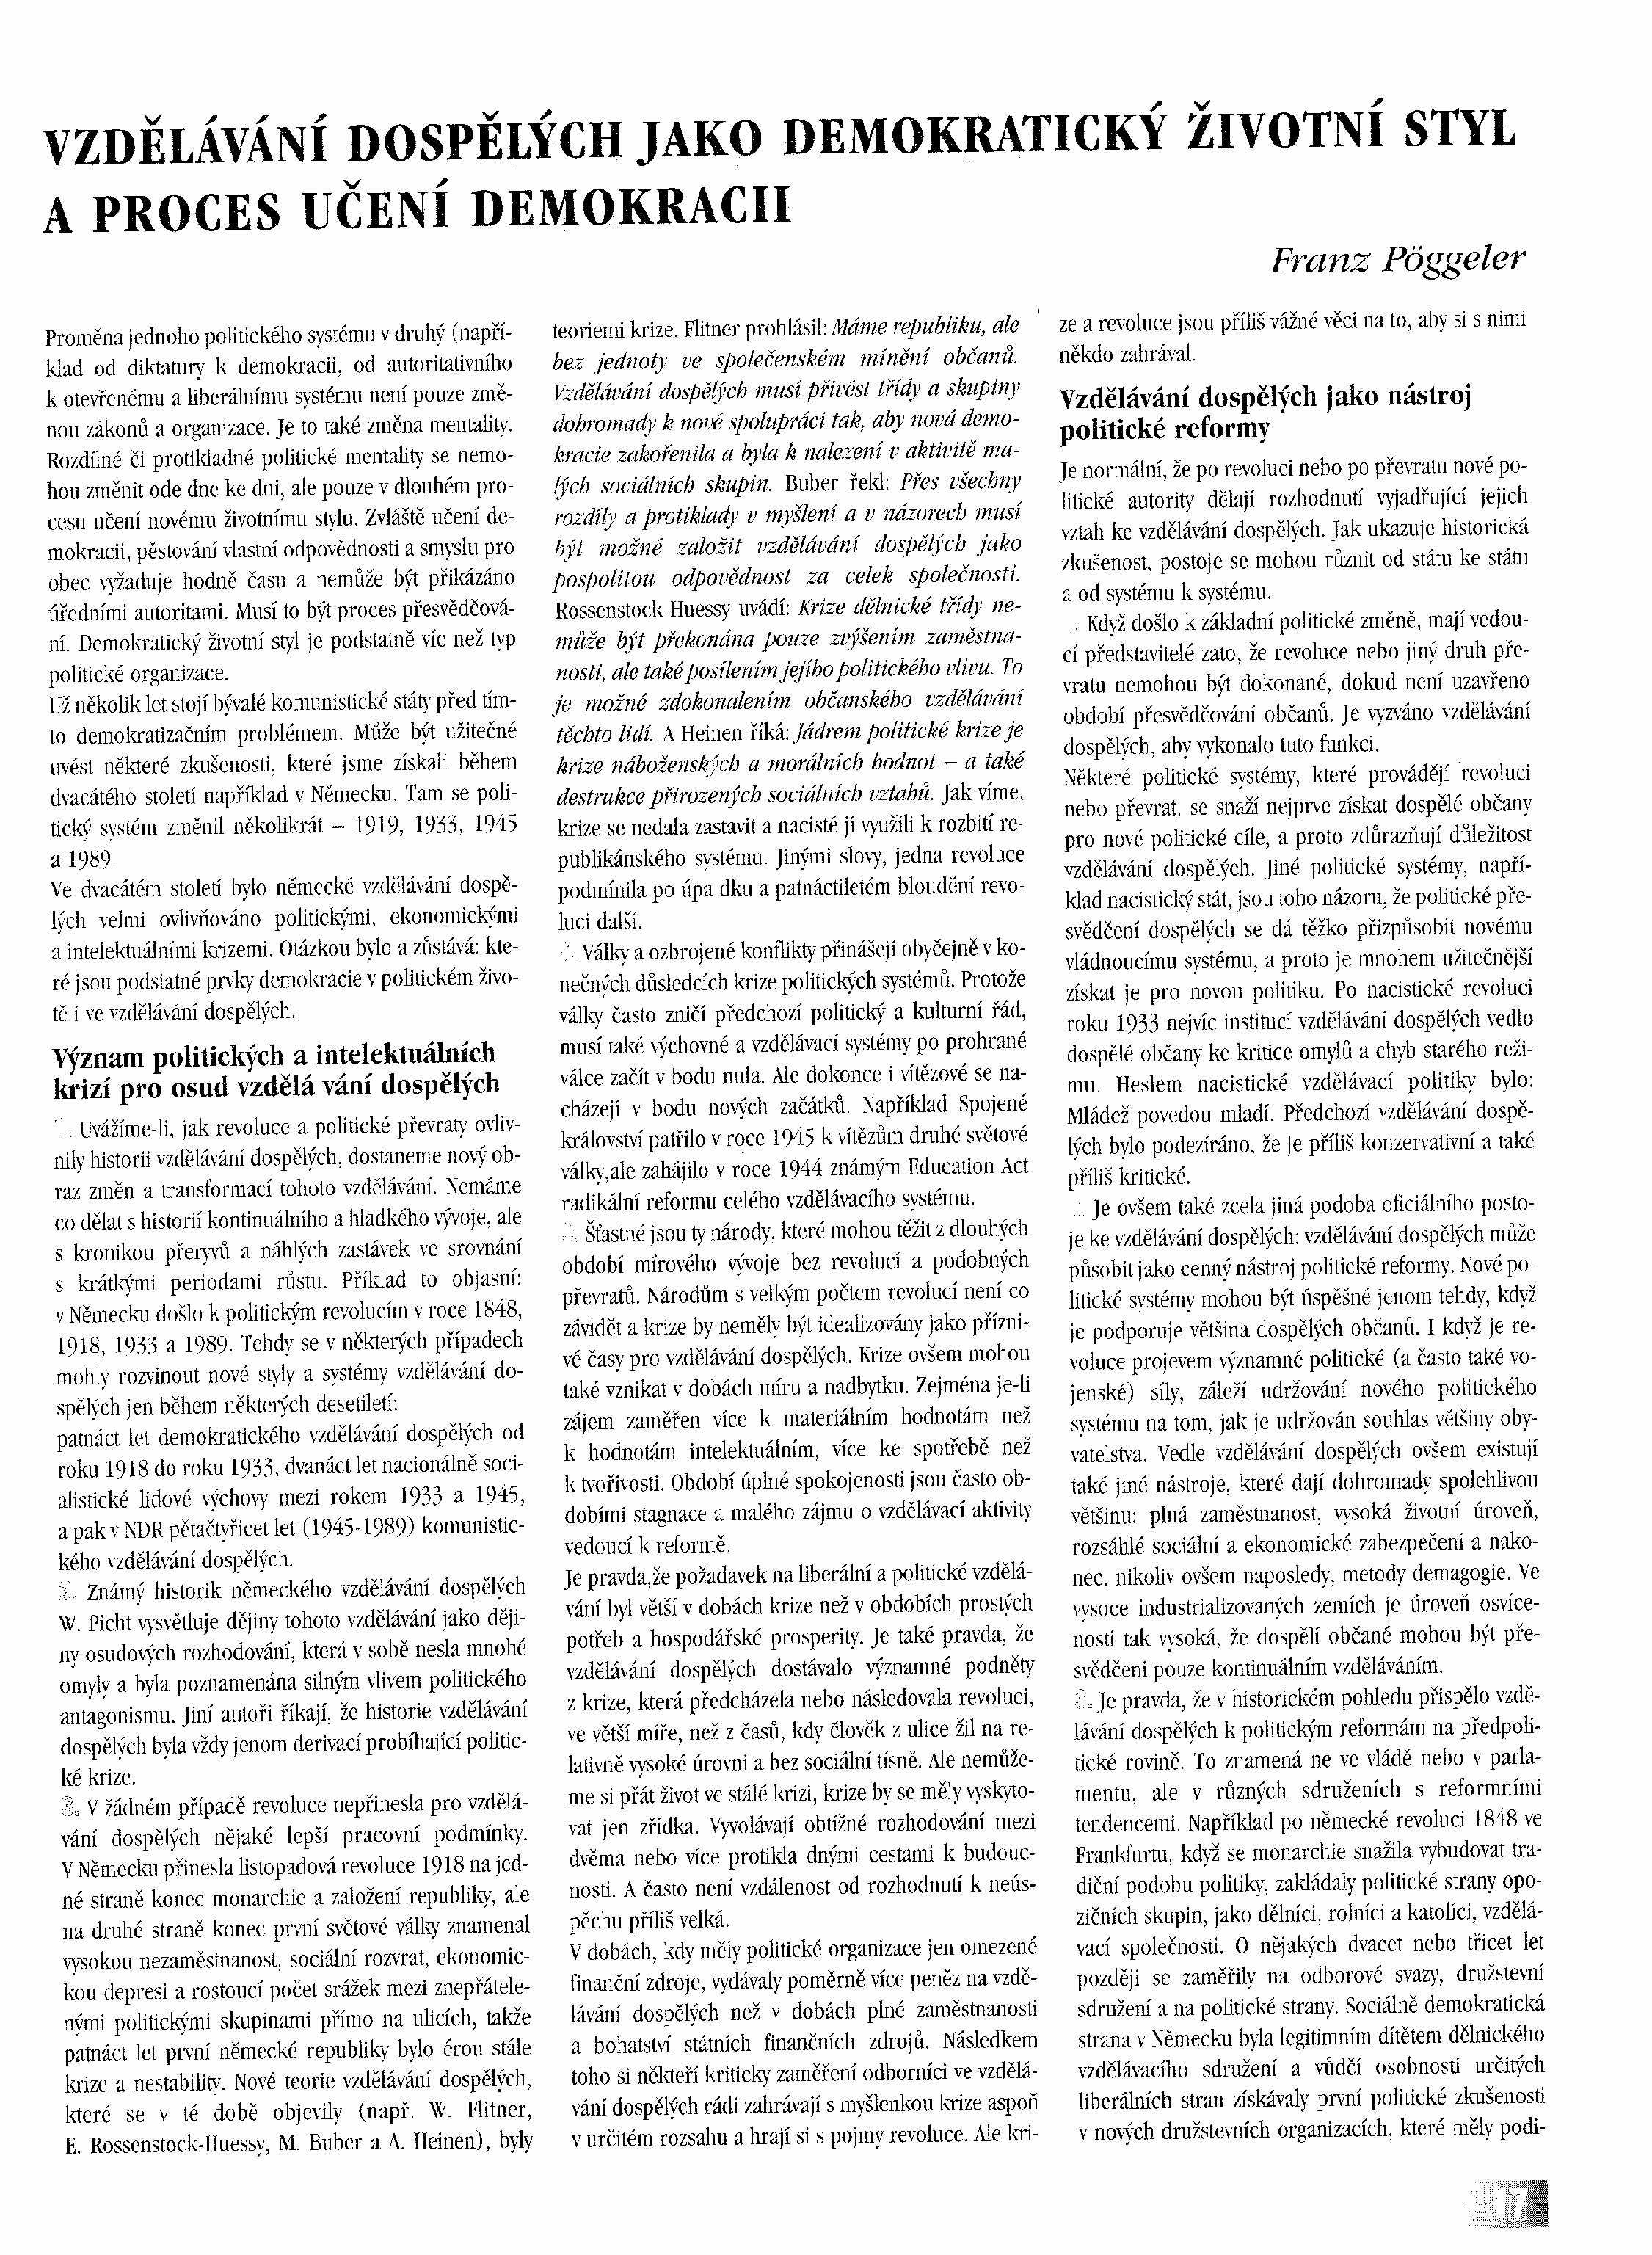 VZDĚLÁVÁNÍ DOSPĚLÝCH JAKO DEMOKRATICKÝ ŽIVOTNÍ STYL
A PROCES UČENÍ DEMOKRACII
Franz Pöggeler
Proměna jednoho politického systému v druhý (napří-
klad od diktatury k demokracii, od autoritativního
k otevřenému a liberálnímu systému není pouze změ-
nou zákonů a organizace. Je to také změna mentality.
Rozdílné či protikladné politické mentality se nemo-
hou změnit ode dne ke dni, ale pouze v dlouhém pro-
cesu učení novému životnímu stylu. Zvláště učení de-
mokracii, pěstování vlastní odpovědnosti a smyslu pro
obec vyžaduje hodně času a nemůže být přikázáno
úředními autoritami. Musí to být proces přesvědčová-
ní. Demokratický životní styl je podstatně víc než typ
politické organizace.
Už několik let stojí bývalé komunistické státy před tím-
to demokratizačním problémem. Může být užitečné
uvést některé zkušenosti, které jsme získali během
dvacátého století například v Německu. Tam se poli-
tický systém změnil několikrát – 1919, 1933, 1945
a 1989.
Ve dvacátém století bylo německé vzdělávání dospě-
lých velmi ovlivňováno politickými, ekonomickými
a intelektuálními krizemi. Otázkou bylo a zůstává: kte-
ré jsou podstatné prvky demokracie v politickém živo-
tě i ve vzdělávání dospělých.
Význam politických a intelektuálních
krizí pro osud vzdělá vání dospělých
Uvážíme-li, jak revoluce a politické převraty ovliv-
nily historii vzdělávání dospělých, dostaneme nový ob-
raz změn a transformací tohoto vzdělávání. Nemáme
co dělat s historií kontinuálního a hladkého vývoje, ale
s kronikou přeryvů a náhlých zastávek ve srovnání
s krátkými periodami růstu. Příklad to objasní:
v Německu došlo k politickým revolucím v roce 1848,
1918, 1933 a 1989. Tehdy se v některých případech
mohly rozvinout nové styly a systémy vzdělávání do-
spělých jen během některých desetiletí:
patnáct let demokratického vzdělávání dospělých od
roku 1918 do roku 1933, dvanáct let nacionálně soci-
alistické lidové výchovy mezi rokem 1933 a 1945,
a pak v NDR pětačtyřicet let (1945-1989) komunistic-
kého vzdělávání dospělých.
2. Známý historik německého vzdělávání dospělých
W. Picht vysvětluje dějiny tohoto vzdělávání jako ději-
ny osudových rozhodování, která v sobě nesla mnohé
omyly a byla poznamenána silným vlivem politického
antagonismu. Jiní autoři říkají, že historie vzdělávání
dospělých byla vždy jenom derivací probíhající politic-
ké krize.
3. V žádném případě revoluce nepřinesla pro vzdělá-
vání dospělých nějaké lepší pracovní podmínky.
V Německu přinesla listopadová revoluce 1918 na jed-
né straně konec monarchie a založení republiky, ale
na druhé straně konec první světové války znamenal
vysokou nezaměstnanost, sociální rozvrat, ekonomic-
kou depresi a rostoucí počet srážek mezi znepřátele-
nými politickými skupinami přímo na ulicích, takže
patnáct let první německé republiky bylo érou stále
krize a nestability. Nové teorie vzdělávání dospělých,
které se v té době objevily (např. W. Flitner,
E. Rossenstock-Huessy, M. Buber a A. Heinen), byly
teoriemi krize. Flitner prohlásil: Máme republiku, ale
bez jednoty ve společenském mínění občanů.
Vzdělávání dospělých musí přivést třídy a skupiny
dohromady k nové spolupráci tak, aby nová demo-
kracie zakořenila a byla k nalezení v aktivitě ma-
lých sociálních skupin. Buber řekl: Přes všechny
rozdíly a protiklady v myšlení a v názorech musí
být možné založit vzdělávání dospělých jako
pospolitou odpovědnost za celek společnosti.
Rossenstock-Huessy uvádí: Krize dělnické třídy ne-
může být překonána pouze zvýšením zaměstna-
nosti, ale také posílením jejího politického vlivu. To
je možné zdokonalením občanského vzdělávání
těchto lidí. A Heinen říká: Jádrem politické krize je
krize náboženských a morálních hodnot – a také
destrukce přirozených sociálních vztahů. Jak víme,
krize se nedala zastavit a nacisté jí využili k rozbití re-
publikánského systému. Jinými slovy, jedna revoluce
podmínila po úpa dku a patnáctiletém bloudění revo-
luci další.
Války a ozbrojené konflikty přinášejí obyčejně v ko-
nečných důsledcích krize politických systémů. Protože
války často zničí předchozí politický a kulturní řád,
musí také výchovné a vzdělávací systémy po prohrané
válce začít v bodu nula. Ale dokonce i vítězové se na-
cházejí v bodu nových začátků. Například Spojené
království patřilo v roce 1945 k vítězům druhé světové
války,ale zahájilo v roce 1944 známým Education Act
radikální reformu celého vzdělávacího systému.
Šťastné jsou ty národy, které mohou těžit z dlouhých
období mírového vývoje bez revolucí a podobných
převratů. Národům s velkým počtem revolucí není co
závidět a krize by neměly být idealizovány jako přízni-
vé časy pro vzdělávání dospělých. Krize ovšem mohou
také vznikat v dobách míru a nadbytku. Zejména je-li
zájem zaměřen více k materiálním hodnotám než
k hodnotám intelektuálním, více ke spotřebě než
k tvořivosti. Období úplné spokojenosti jsou často ob-
dobími stagnace a malého zájmu o vzdělávací aktivity
vedoucí k reformě.
Je pravda,že požadavek na liberální a politické vzdělá-
vání byl větší v dobách krize než v obdobích prostých
potřeb a hospodářské prosperity. Je také pravda, že
vzdělávání dospělých dostávalo významné podněty
z krize, která předcházela nebo následovala revoluci,
ve větší míře, než z časů, kdy člověk z ulice žil na re-
lativně vysoké úrovni a bez sociální tísně. Ale nemůže-
me si přát život ve stálé krizi, krize by se měly vyskyto-
vat jen zřídka. Vyvolávají obtížné rozhodování mezi
dvěma nebo více protikla dnými cestami k budouc-
nosti. A často není vzdálenost od rozhodnutí k neús-
pěchu příliš velká.
V dobách, kdy měly politické organizace jen omezené
finanční zdroje, vydávaly poměrně více peněz na vzdě-
lávání dospělých než v dobách plné zaměstnanosti
a bohatství státních finančních zdrojů. Následkem
toho si někteří kriticky zaměření odborníci ve vzdělá-
vání dospělých rádi zahrávají s myšlenkou krize aspoň
v určitém rozsahu a hrají si s pojmy revoluce. Ale kri-
ze a revoluce jsou příliš vážné věci na to, aby si s nimi
někdo zahrával.
Vzdělávání dospělých jako nástroj
politické reformy
Je normální, že po revoluci nebo po převratu nové po-
litické autority dělají rozhodnutí vyjadřující jejich
vztah ke vzdělávání dospělých. Jak ukazuje historická
zkušenost, postoje se mohou různit od státu ke státu
a od systému k systému.
Když došlo k základní politické změně, mají vedou-
cí představitelé zato, že revoluce nebo jiný druh pře-
vratu nemohou být dokonané, dokud není uzavřeno
období přesvědčování občanů. Je vyzváno vzdělávání
dospělých, aby vykonalo tuto funkci.
Některé politické systémy, které provádějí revoluci
nebo převrat, se snaží nejprve získat dospělé občany
pro nové politické cíle, a proto zdůrazňují důležitost
vzdělávání dospělých. Jiné politické systémy, napří-
klad nacistický stát, jsou toho názoru, že politické pře-
svědčení dospělých se dá těžko přizpůsobit novému
vládnoucímu systému, a proto je mnohem užitečnější
získat je pro novou politiku. Po nacistické revoluci
roku 1933 nejvíc institucí vzdělávání dospělých vedlo
dospělé občany ke kritice omylů a chyb starého reži-
mu. Heslem nacistické vzdělávací politiky bylo:
Mládež povedou mladí. Předchozí vzdělávání dospě-
lých bylo podezíráno, že je příliš konzervativní a také
příliš kritické.
Je ovšem také zcela jiná podoba oficiálního posto-
je ke vzdělávání dospělých: vzdělávání dospělých může
působit jako cenný nástroj politické reformy. Nové po-
litické systémy mohou být úspěšné jenom tehdy, když
je podporuje většina dospělých občanů. I když je re-
voluce projevem významné politické (a často také vo-
jenské) síly, záleží udržování nového politického
systému na tom, jak je udržován souhlas většiny oby-
vatelstva. Vedle vzdělávání dospělých ovšem existují
také jiné nástroje, které dají dohromady spolehlivou
většinu: plná zaměstnanost, vysoká životní úroveň,
rozsáhlé sociální a ekonomické zabezpečení a nako-
nec, nikoliv ovšem naposledy, metody demagogie. Ve
vysoce industrializovaných zemích je úroveň osvíce-
nosti tak vysoká, že dospělí občané mohou být pře-
svědčeni pouze kontinuálním vzděláváním.
Je pravda, že v historickém pohledu přispělo vzdě-
lávání dospělých k politickým reformám na předpoli-
tické rovině. To znamená ne ve vládě nebo v parla-
mentu, ale v různých sdruženích s reformními
tendencemi. Například po německé revoluci 1848 ve
Frankfurtu, když se monarchie snažila vybudovat tra-
diční podobu politiky, zakládaly politické strany opo-
zičních skupin, jako dělníci, rolníci a katolíci, vzdělá-
vací společnosti. O nějakých dvacet nebo třicet let
později se zaměřily na odborové svazy, družstevní
sdružení a na politické strany. Sociálně demokratická
strana v Německu byla legitimním dítětem dělnického
vzdělávacího sdružení a vůdčí osobnosti určitých
liberálních stran získávaly první politické zkušenosti
v nových družstevních organizacích, které měly podi-
17